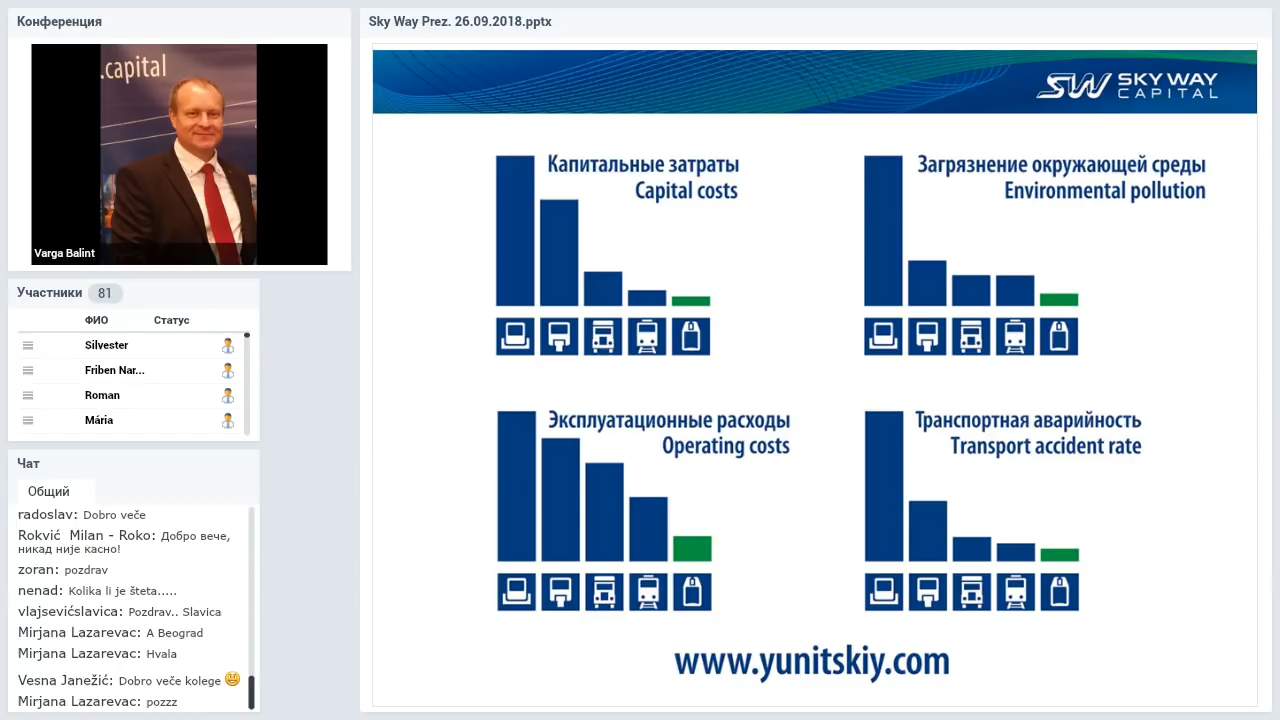 Конференция
.capital
Varga Balint
Участники 81
ФИО Статус
Silvester
Friben Nar...
Roman
Mária
Чат
Общий
radoslav: Dobro veče
Rokvić Milan - Roko: Добро вече,
никад није касно!
zoran: pozdrav
nenad: Kolika li je šteta.....
vlajsevićslavica: Pozdrav.. Slavica
Mirjana Lazarevac: A Beograd
Mirjana Lazarevac: Hvala
Vesna Janežić: Dobro veče kolege
Mirjana Lazarevac: pozzz
Sky Way Prez. 26.09.2018.pptx
SW SKY WAY
CAPITAL
Капитальные затраты
Capital costs
Загрязнение окружающей среды
Environmental pollution
Эксплуатационные расходы
Operating costs
Транспортная аварийность
Transport accident rate
www.yunitskiy.com